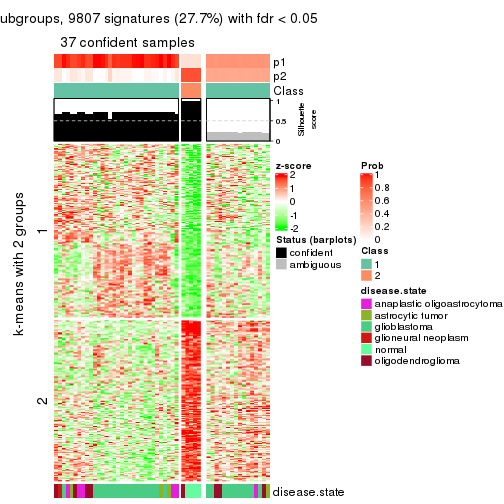 ubgroups, 9807 signatures (27.7%) with fdr < 0.05
37 confident samples
p1
p2
Class
1
0.5
0
Silhouette
score
k-means with 2 groups
1
2
z-score
2
1
0
-1
-2
Status (barplots)
confident
ambiguous
Prob
1
0.8
0.6
0.4
0.2
0
Class
1
2
disease.state
anaplastic oligoastrocytoma
astrocytic tumor
glioblastoma
glioneural neoplasm
normal
oligodendroglioma
disease.state